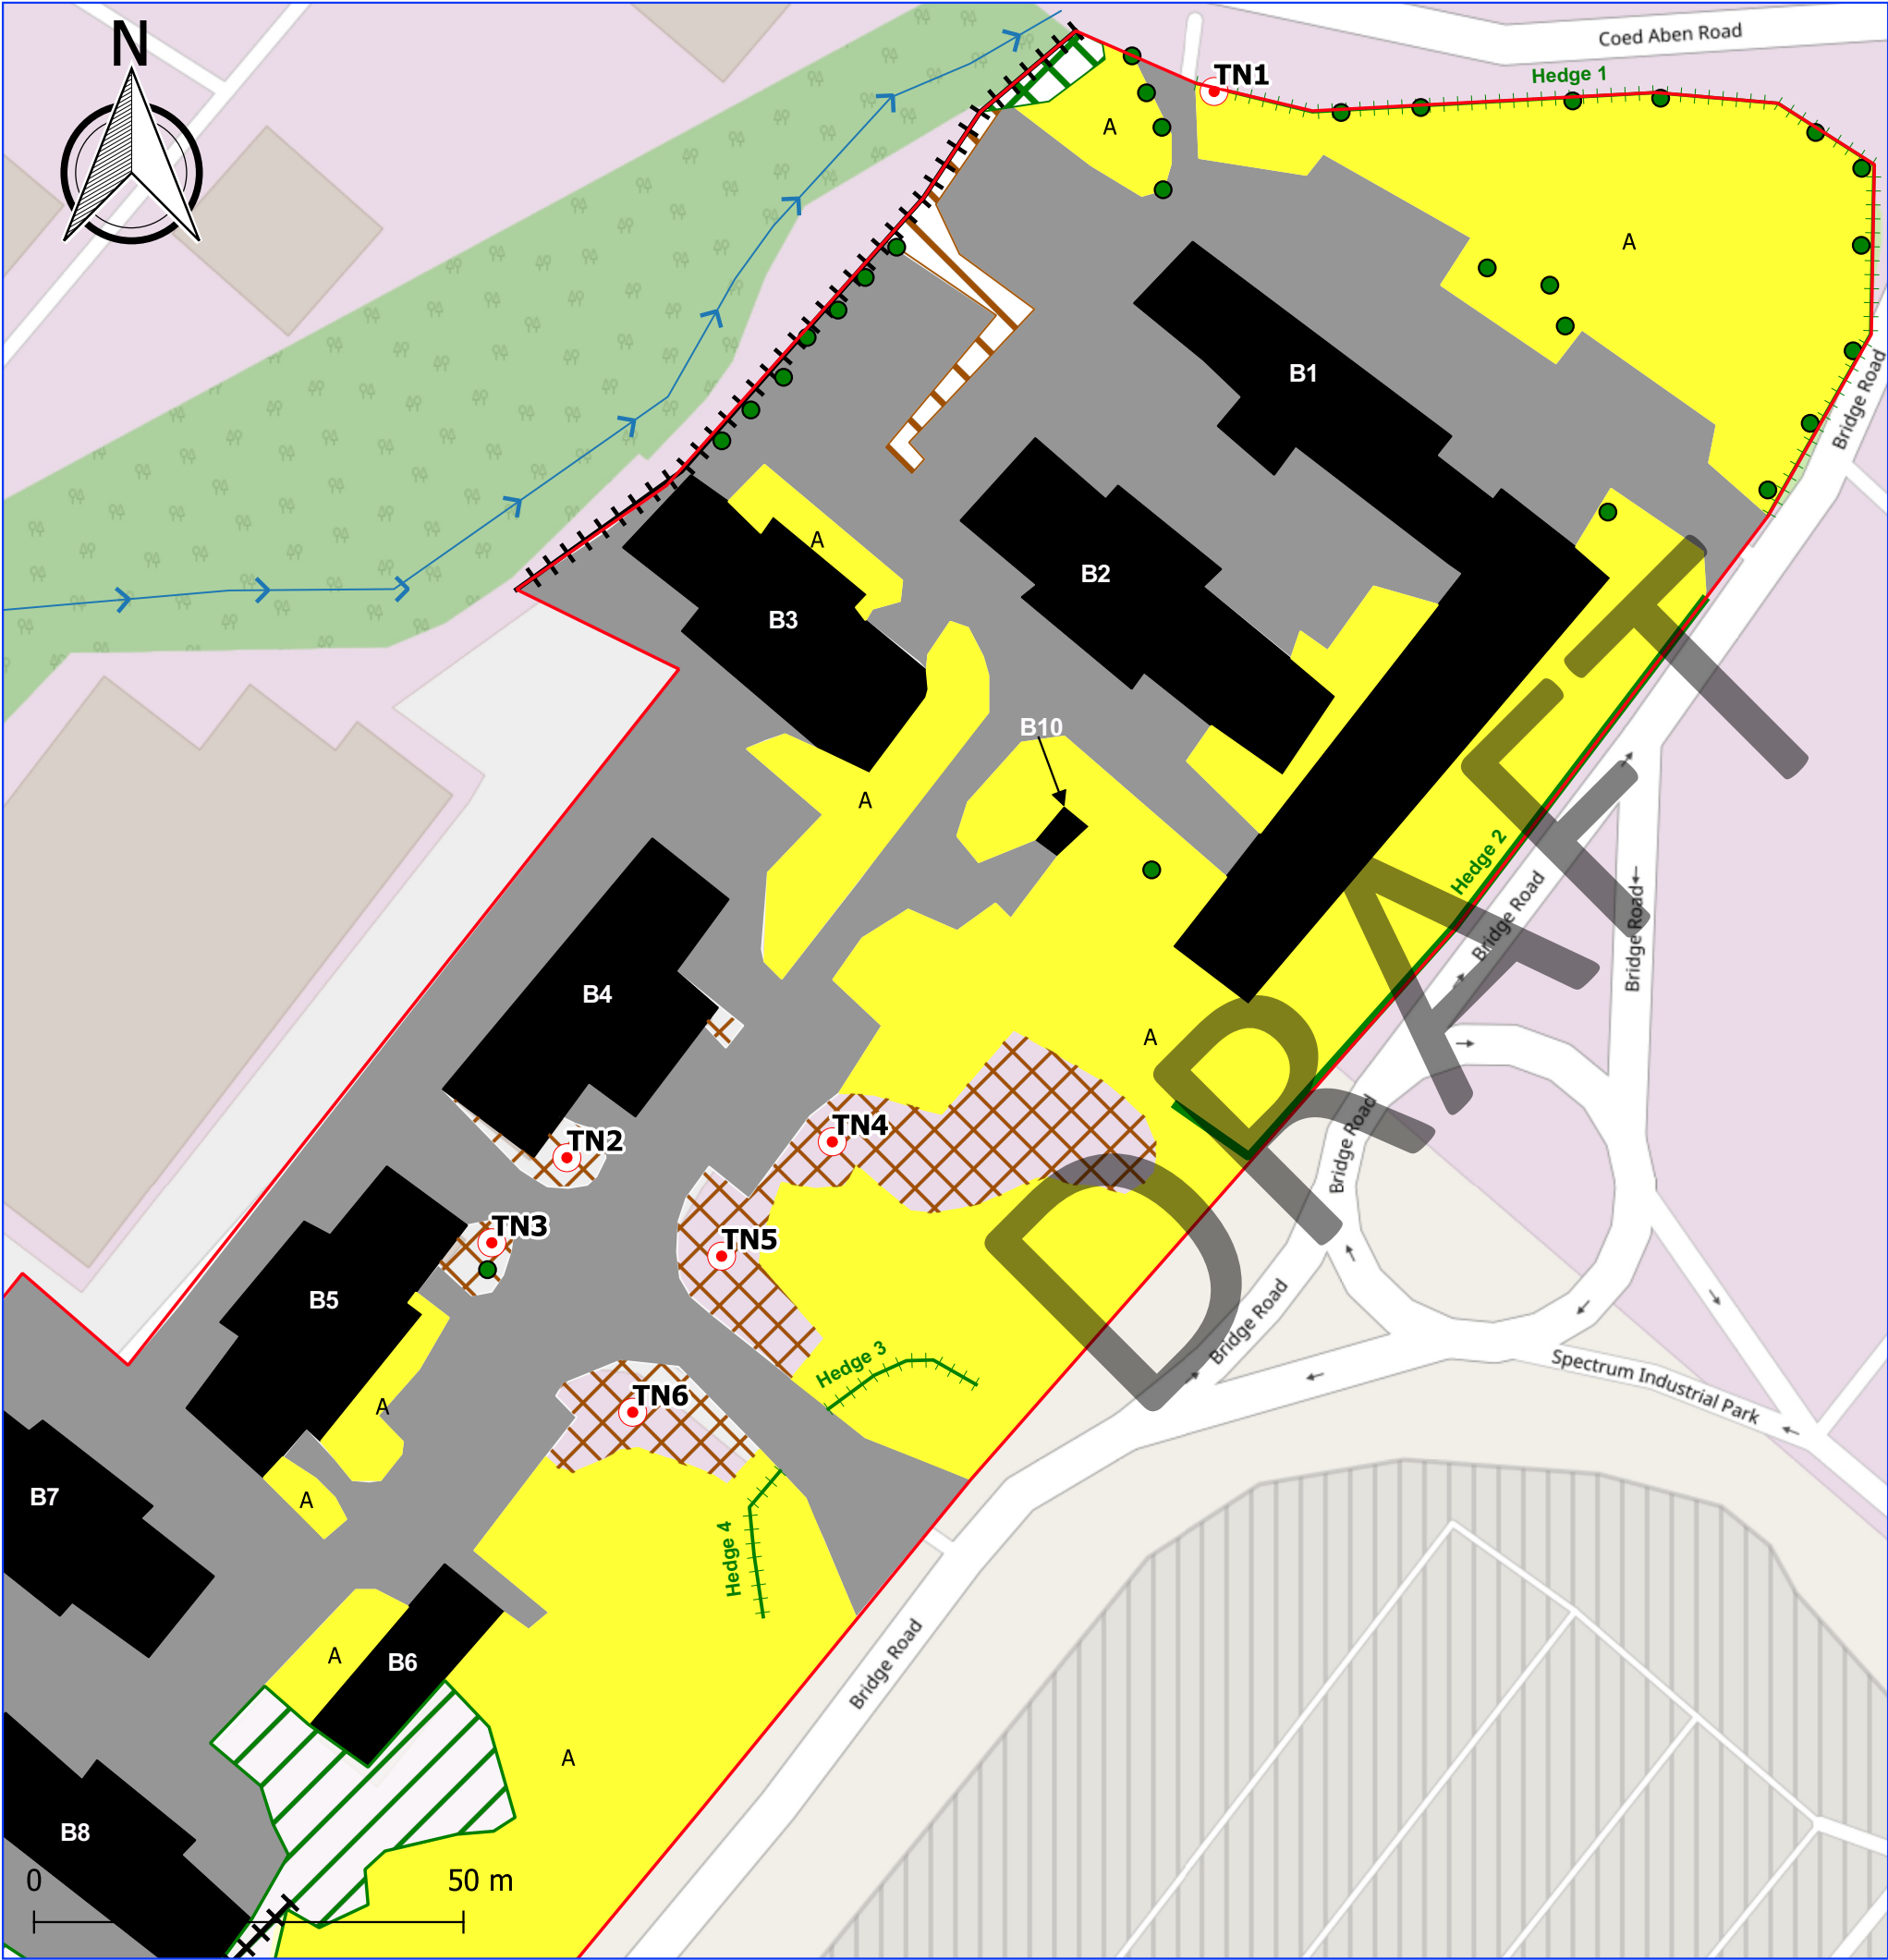 N
Coed Aben Road
TN1
Hedge 1
A
A
B1
Bridge Road
A
B2
B3
B10
A
Hedge 2
Bridge Road
Bridge Road
B4
A
TN2
TN4
Bridge Road
TN3
TN5
B5
Bridge Road
Hedge 3
Spectrum Industrial Park
TN6
A
B7
A
Hedge 4
A
B6
Bridge Road
A
B8
0 50 m
DRAFT